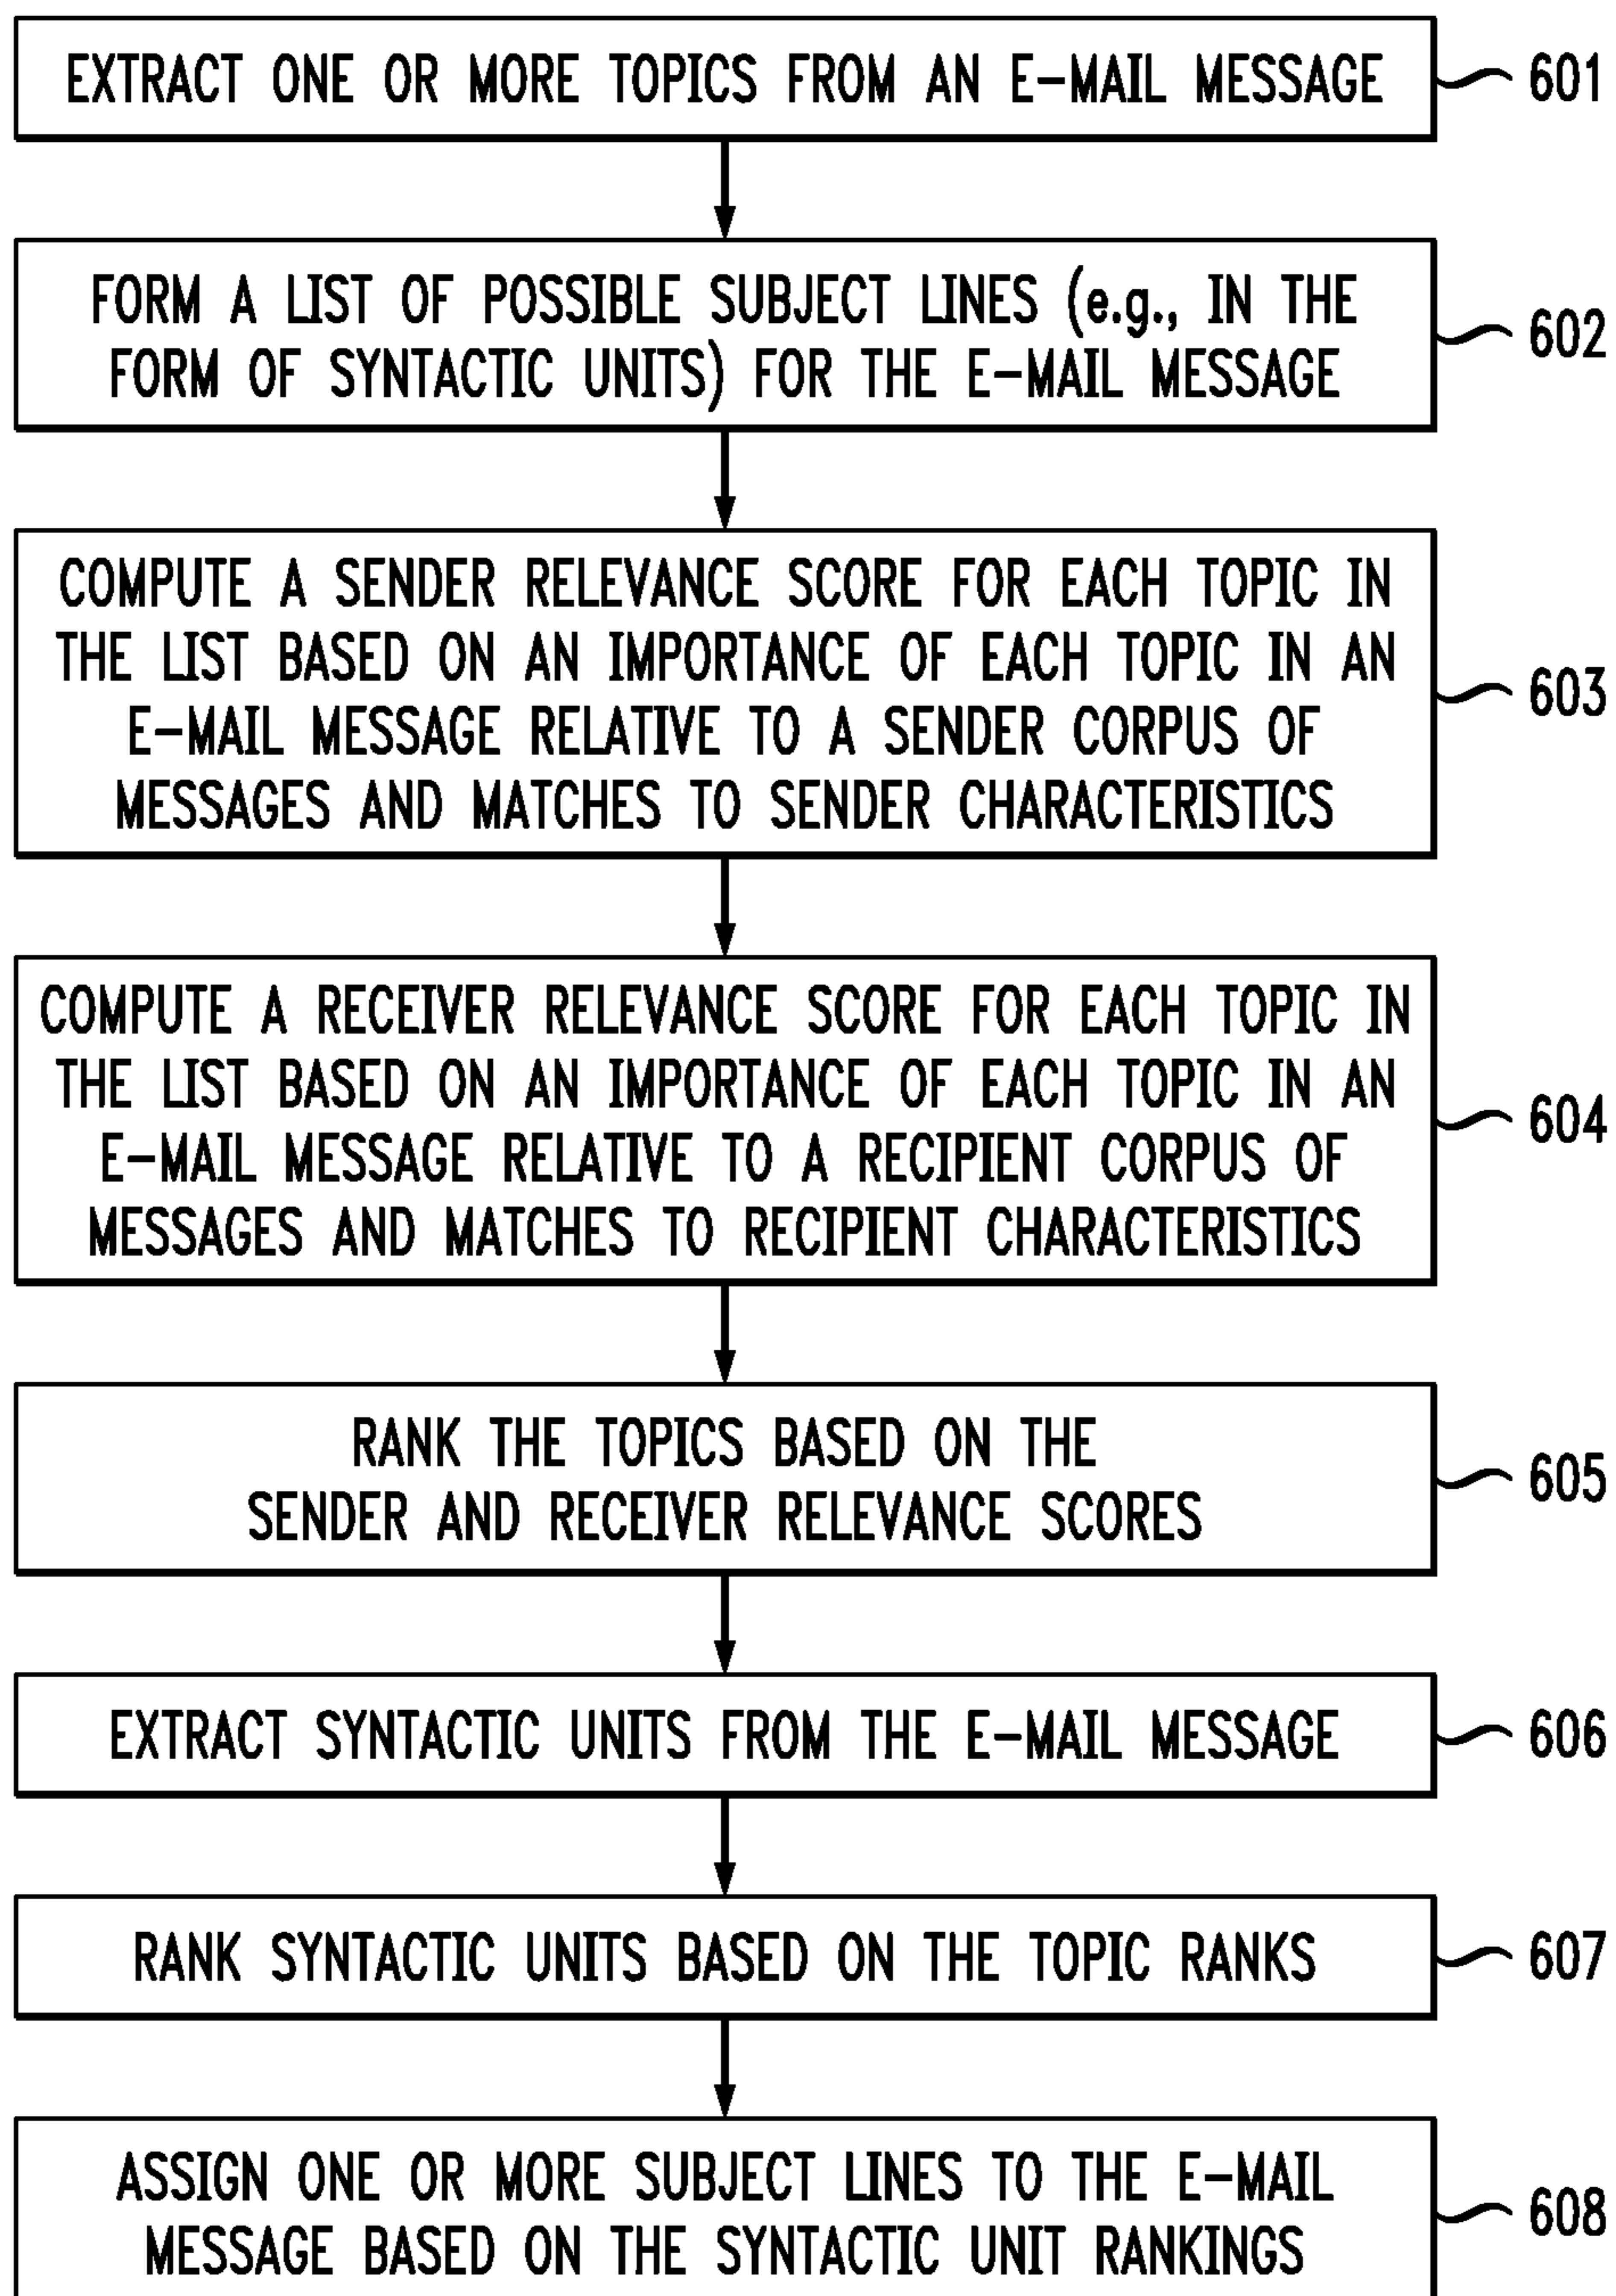 EXTRACT ONE OR MORE TOPICS FROM AN E-MAIL MESSAGE
601
FORM A LIST OF POSSIBLE SUBJECT LINES (e.g., IN THE
FORM OF SYNTACTIC UNITS) FOR THE E-MAIL MESSAGE
602
COMPUTE A SENDER RELEVANCE SCORE FOR EACH TOPIC IN
THE LIST BASED ON AN IMPORTANCE OF EACH TOPIC IN AN
E-MAIL MESSAGE RELATIVE TO A SENDER CORPUS OF
MESSAGES AND MATCHES TO SENDER CHARACTERISTICS
603
COMPUTE A RECEIVER RELEVANCE SCORE FOR EACH TOPIC IN
THE LIST BASED ON AN IMPORTANCE OF EACH TOPIC IN AN
E-MAIL MESSAGE RELATIVE TO A RECIPIENT CORPUS OF
MESSAGES AND MATCHES TO RECIPIENT CHARACTERISTICS
604
RANK THE TOPICS BASED ON THE
SENDER AND RECEIVER RELEVANCE SCORES
605
EXTRACT SYNTACTIC UNITS FROM THE E-MAIL MESSAGE
606
RANK SYNTACTIC UNITS BASED ON THE TOPIC RANKS
607
ASSIGN ONE OR MORE SUBJECT LINES TO THE E-MAIL
MESSAGE BASED ON THE SYNTACTIC UNIT RANKINGS
608